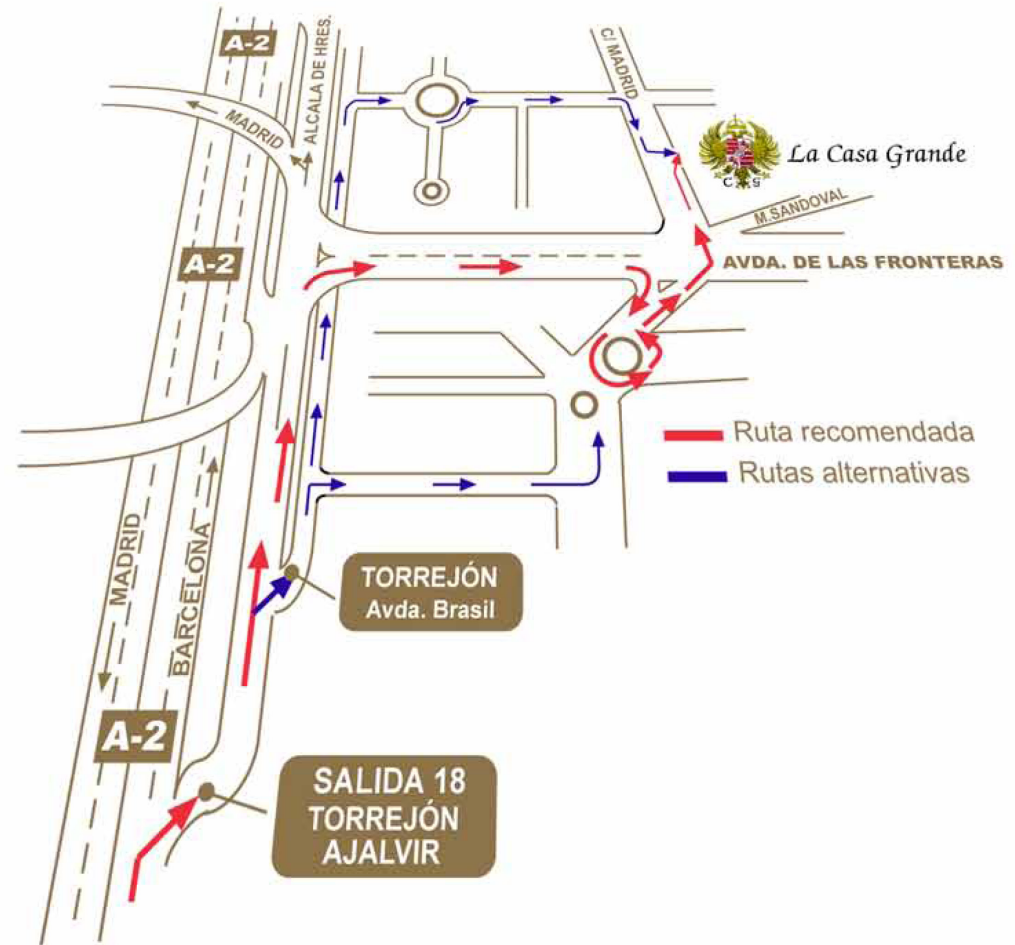 A-2
ALCALA DE HRES.
C/ MADRID
MADRID
La Casa Grande
C G
M.SANDOVAL
A-2
AVDA. DE LAS FRONTERAS
Ruta recomendada
Rutas alternativas
MADRID
BARCELONA
TORREJÓN
Avda. Brasil
A-2
SALIDA 18
TORREJÓN
AJALVIR